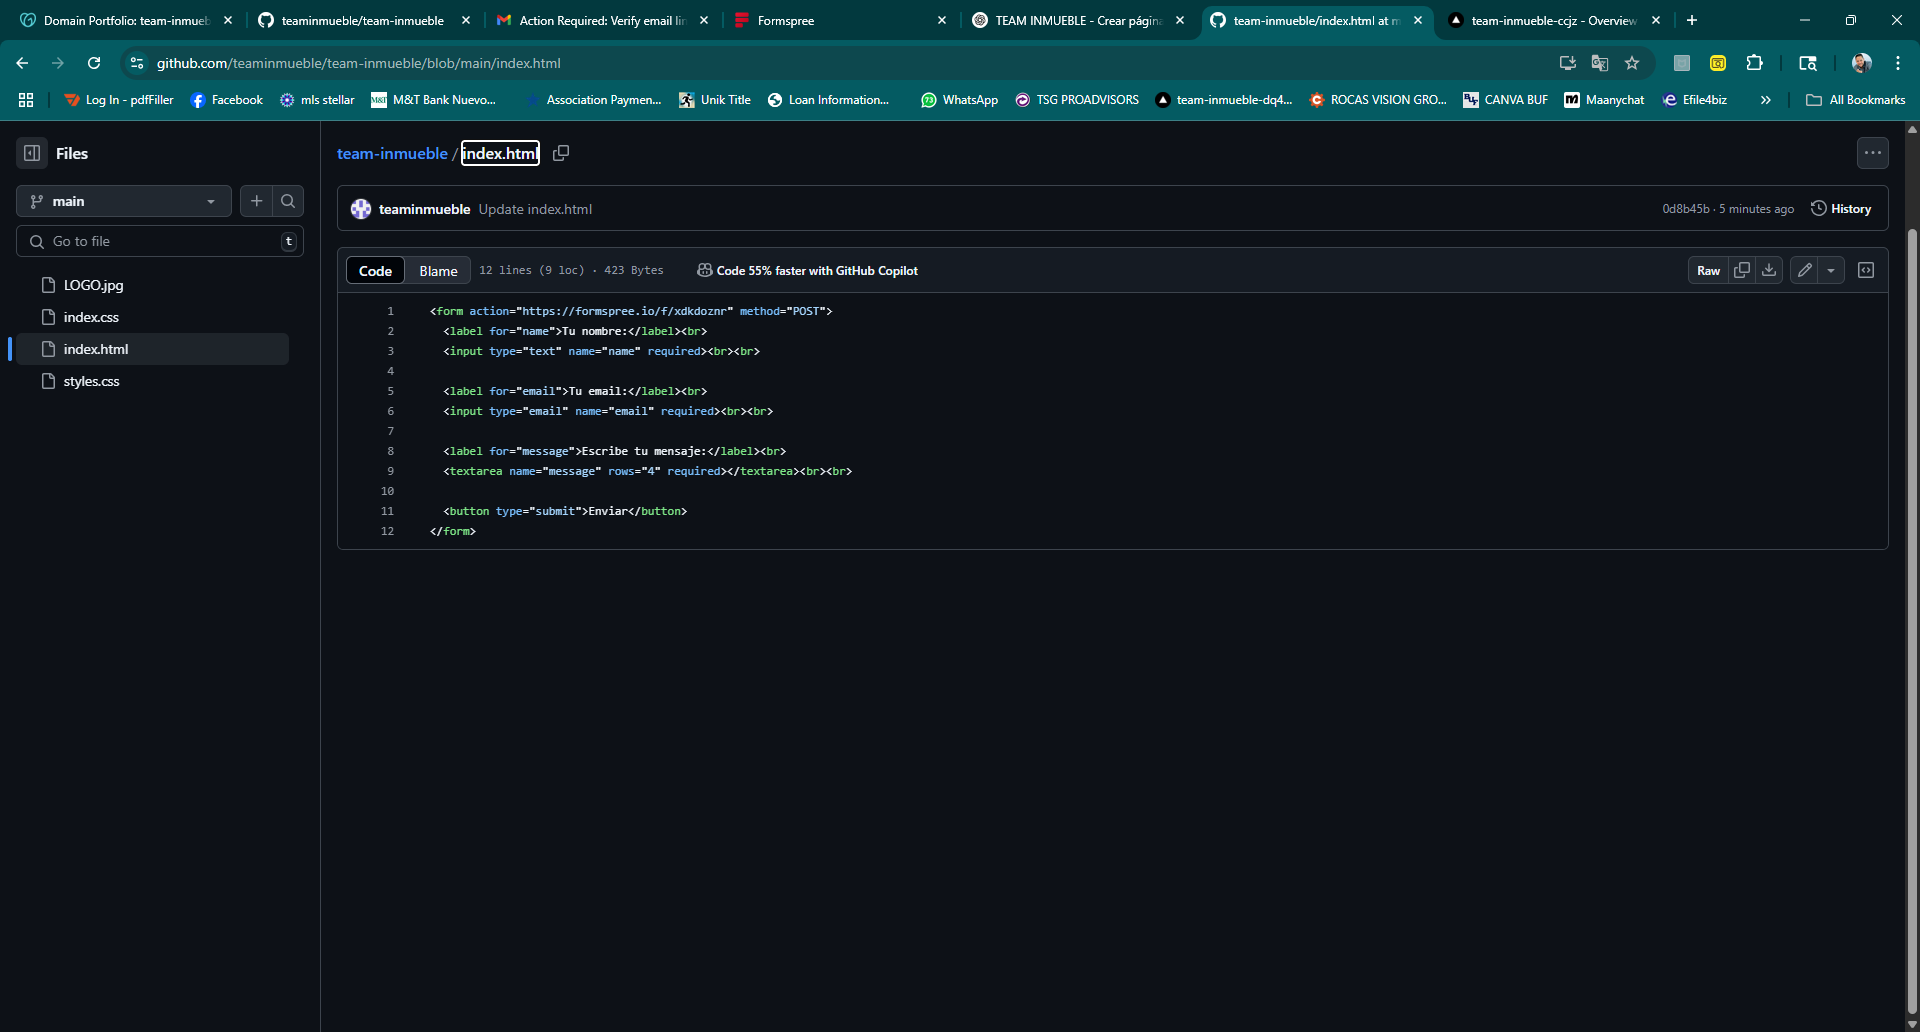 Domain Portfolio: team-inmueb
teaminmueble/team-inmueble
Action Required: Verify email lin
Formspree
TEAM INMUEBLE - Crear págin
team-inmueble/index.html at m
team-inmueble-ccjz - Overview
github.com/teaminmueble/team-inmueble/blob/main/index.html
Log In - pdfFiller
Facebook
mls stellar
M&T Bank Nuevo...
Association Paymen...
Unik Title
Loan Information...
WhatsApp
TSG PROADVISORS
team-inmueble-dq4...
ROCAS VISION GRO...
CANVA BUF
Maanychat
Efile4biz
All Bookmarks
Files
team-inmueble / index.html
main
teaminmueble Update index.html
0d8b45b · 5 minutes ago
History
Go to file
t
Code
Blame
12 lines (9 loc) · 423 Bytes
Code 55% faster with GitHub Copilot
Raw
LOGO.jpg
index.css
index.html
styles.css
1 <form action="https://formspree.io/f/xdkdoznr" method="POST">
2 <label for="name">Tu nombre:</label><br>
3 <input type="text" name="name" required><br><br>
4
5 <label for="email">Tu email:</label><br>
6 <input type="email" name="email" required><br><br>
7
8 <label for="message">Escribe tu mensaje:</label><br>
9 <textarea name="message" rows="4" required></textarea><br><br>
10
11 <button type="submit">Enviar</button>
12 </form>